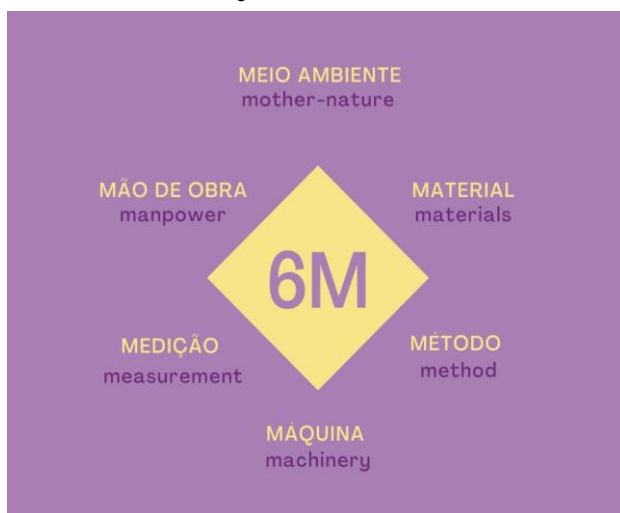 MEIO AMBIENTE
mother-nature
MÃO DE OBRA
manpower
MATERIAL
materials
6M
MEDIÇÃO
measurement
MÉTODO
method
MÁQUINA
machinery